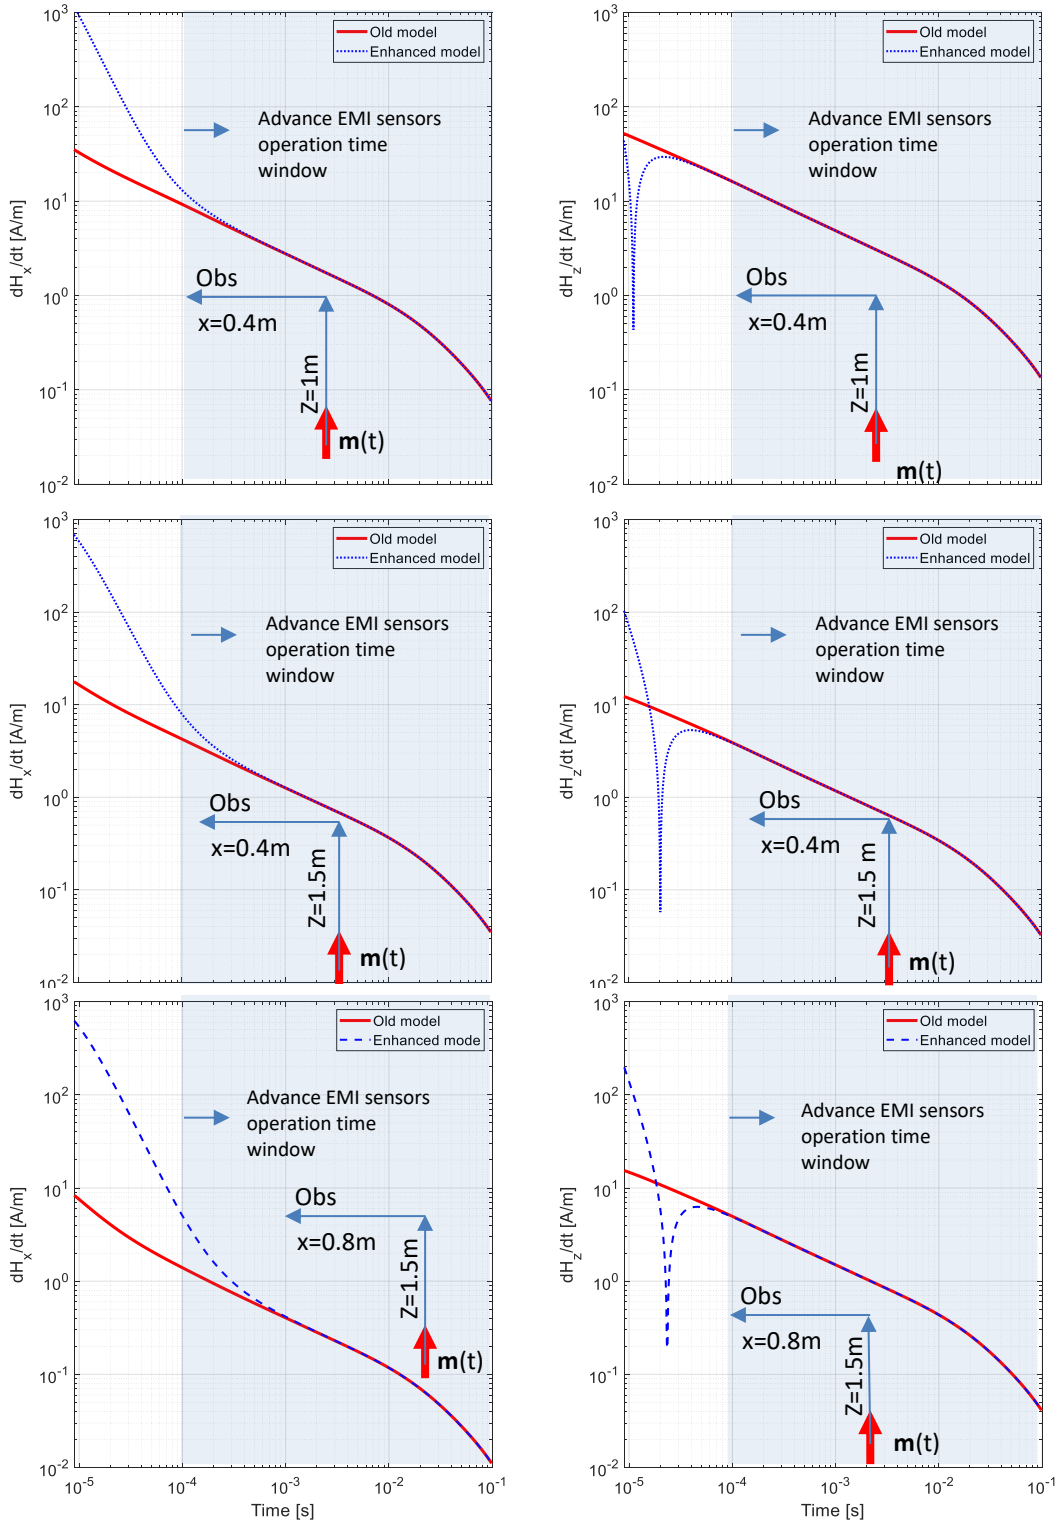 10^3
10^2
10^1
10^0
10^-1
10^-2
dH_x/dt [A/m]
Old model
Enhanced model
Advance EMI sensors
operation time
window
Obs
x=0.4m
Z=1m
m(t)
10^3
10^2
10^1
10^0
10^-1
10^-2
dH_z/dt [A/m]
Old model
Enhanced model
Advance EMI sensors
operation time
window
Obs
x=0.4m
Z=1m
m(t)
10^3
10^2
10^1
10^0
10^-1
10^-2
dH_x/dt [A/m]
Old model
Enhanced model
Advance EMI sensors
operation time
window
Obs
x=0.4m
Z=1.5m
m(t)
10^3
10^2
10^1
10^0
10^-1
10^-2
dH_z/dt [A/m]
Old model
Enhanced model
Advance EMI sensors
operation time
window
Obs
x=0.4m
Z=1.5 m
m(t)
10^3
10^2
10^1
10^0
10^-1
10^-2
dH_x/dt [A/m]
Old model
Enhanced mode
Advance EMI sensors
operation time
window
Obs
x=0.8m
Z=1.5m
m(t)
10^-5 10^-4 10^-3 10^-2 10^-1
Time [s]
10^3
10^2
10^1
10^0
10^-1
10^-2
dH_z/dt [A/m]
Old model
Enhanced model
Advance EMI sensors
operation time
window
Obs
x=0.8m
Z=1.5m
m(t)
10^-5 10^-4 10^-3 10^-2 10^-1
Time [s]